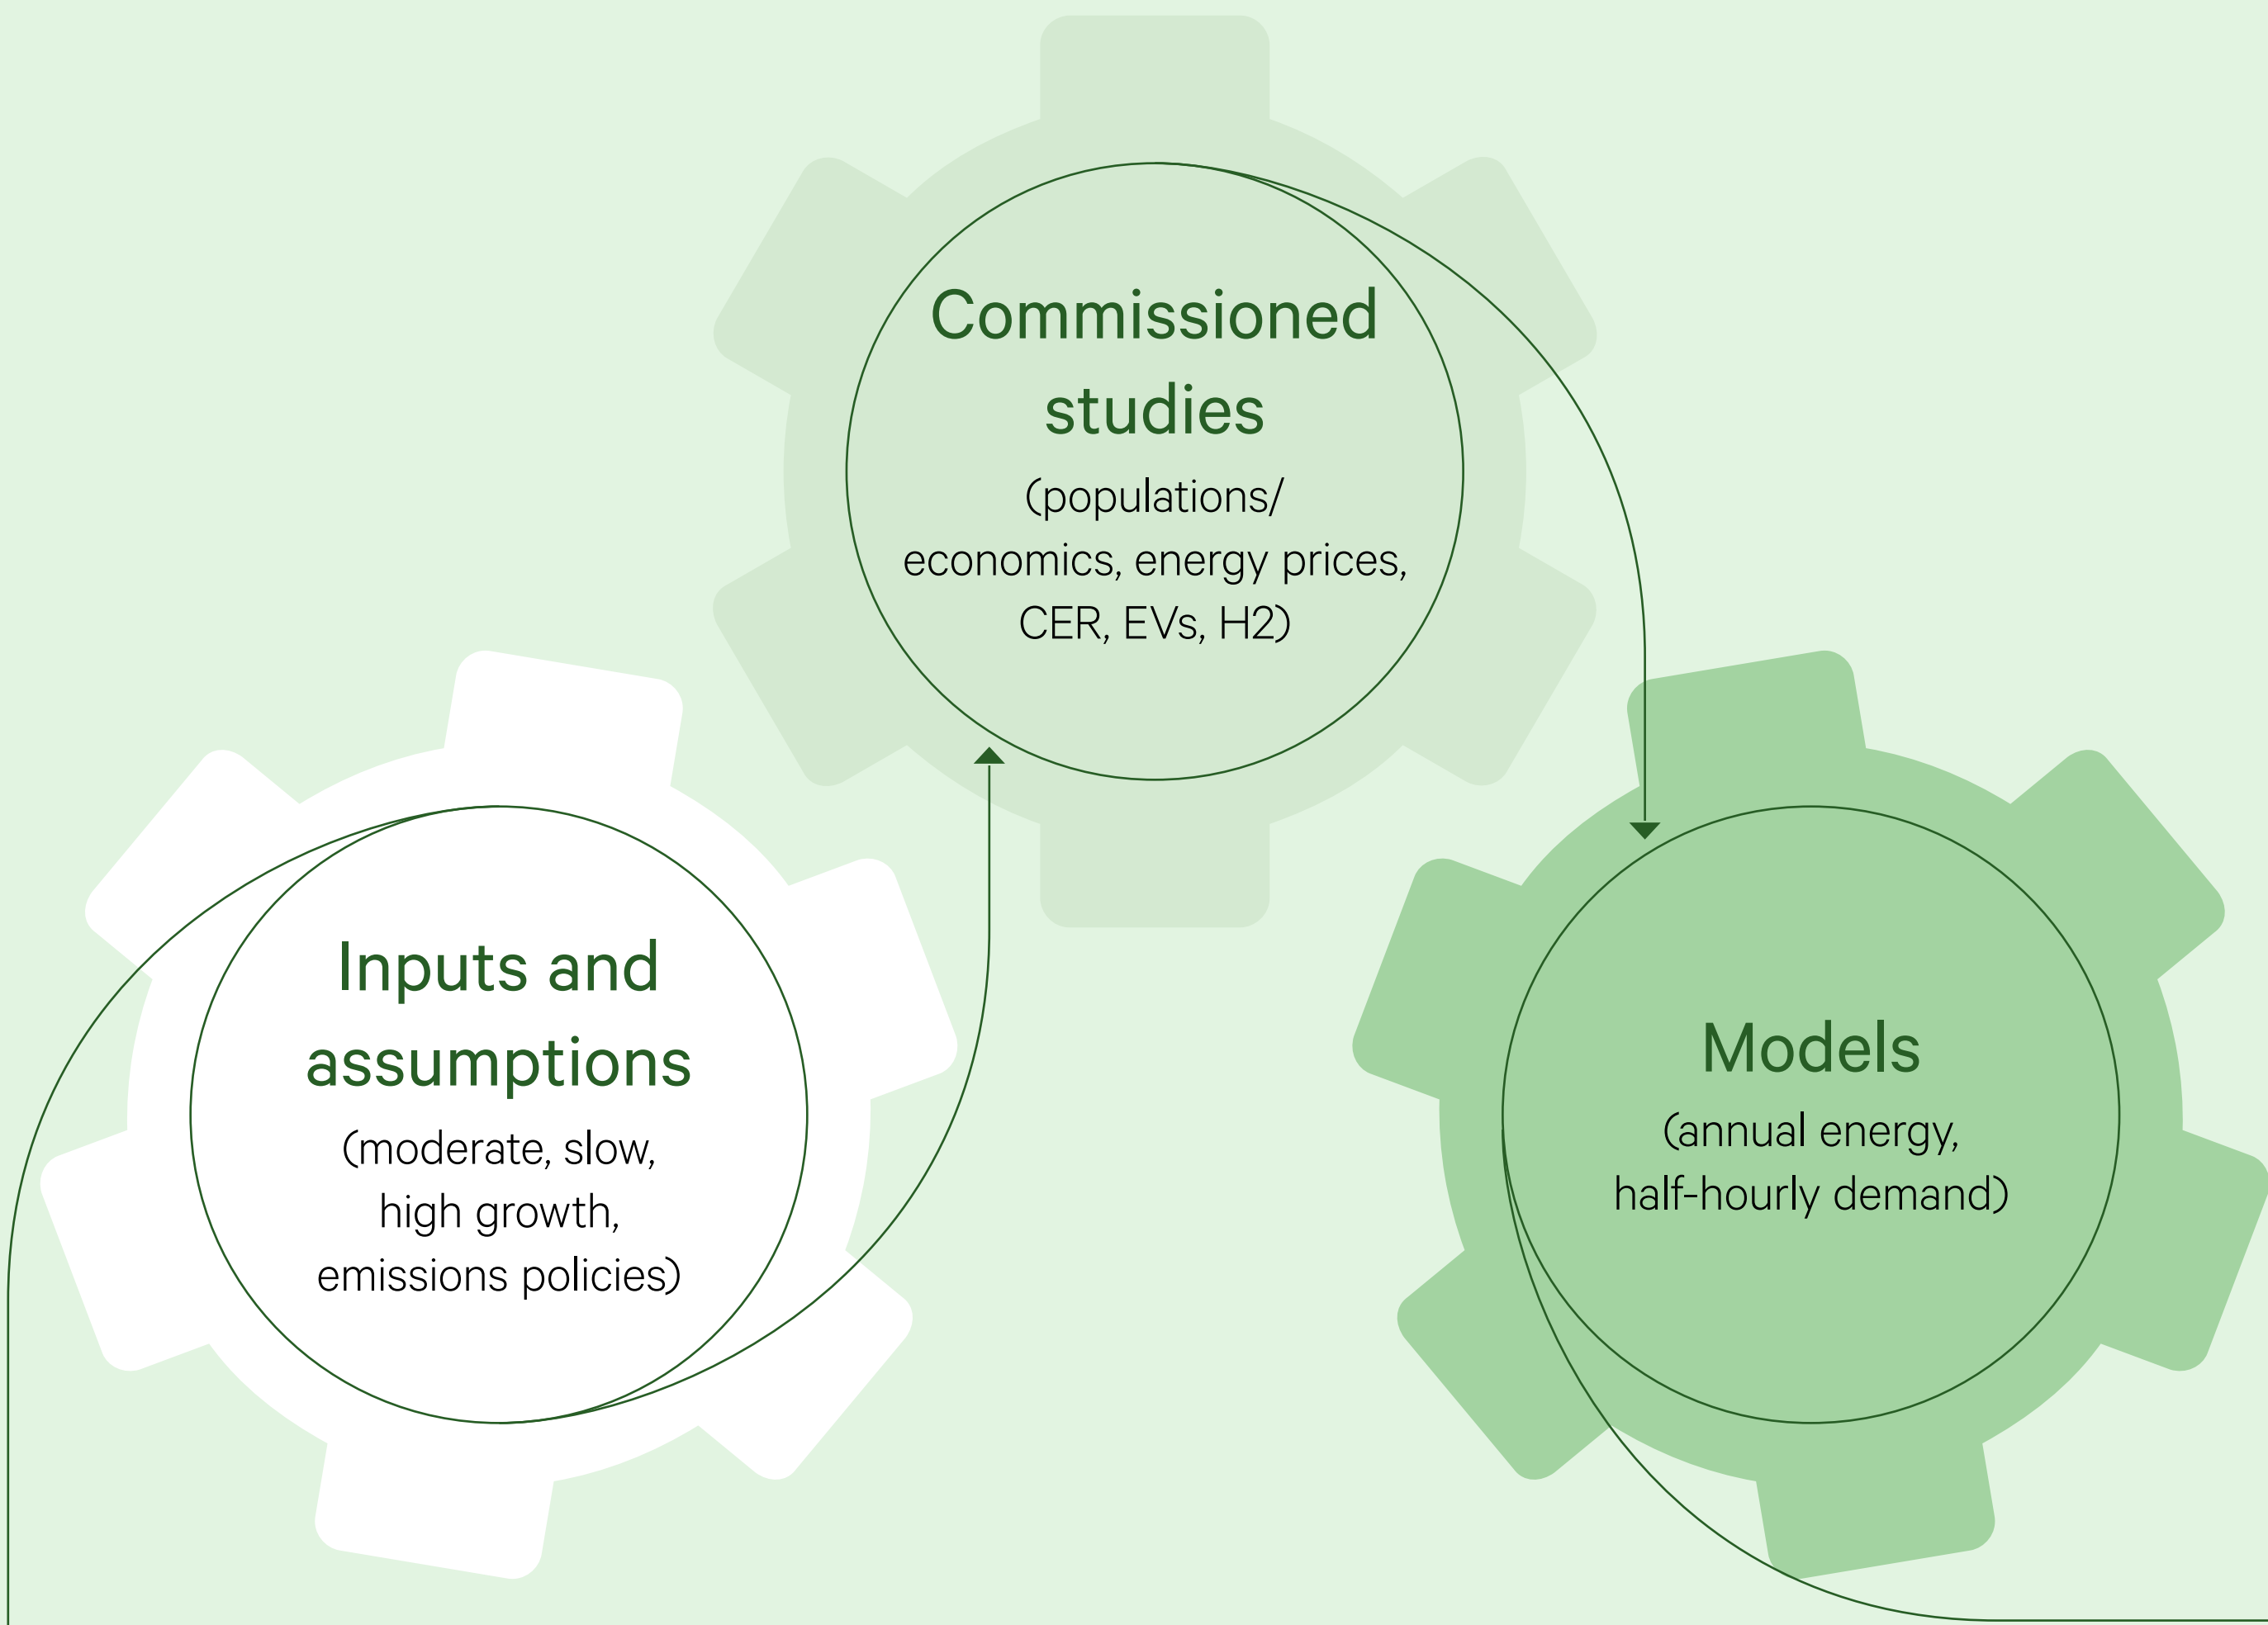 Commissioned
studies
(populations/
economics, energy prices,
CER, EVs, H2)
Inputs and
assumptions
(moderate, slow,
high growth,
emissions policies)
Models
(annual energy,
half-hourly demand)